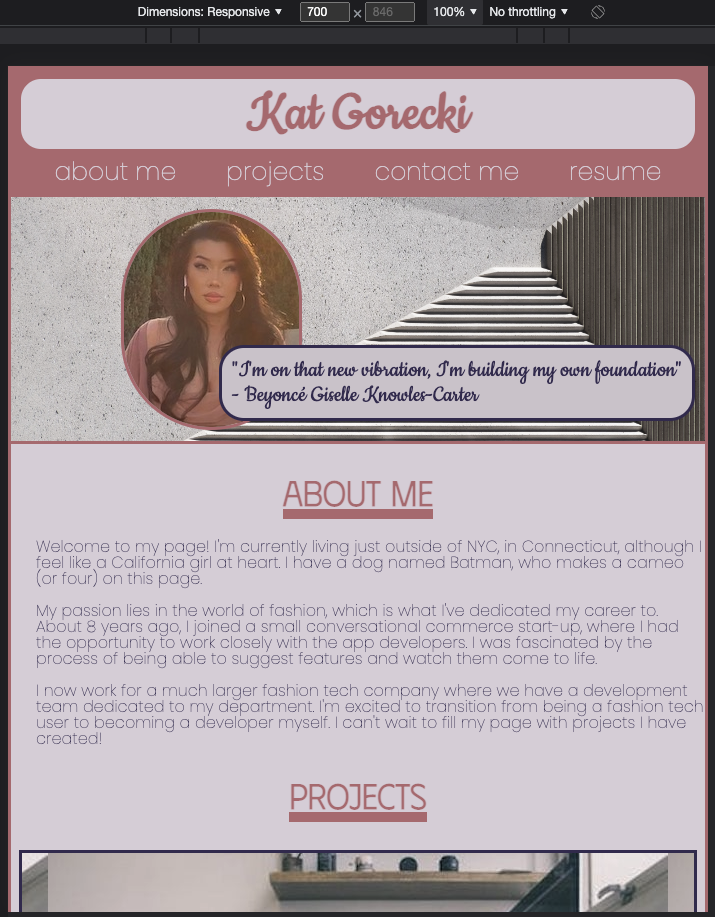 Dimensions: Responsive ▼ 700 × 846 100% ▼ No throttling ▼
Kat Gorecki
about me projects contact me resume
"I'm on that new vibration, I'm building my own foundation"
- Beyoncé Giselle Knowles-Carter
ABOUT ME
Welcome to my page! I'm currently living just outside of NYC, in Connecticut, although I
feel like a California girl at heart. I have a dog named Batman, who makes a cameo
(or four) on this page.
My passion lies in the world of fashion, which is what I've dedicated my career to.
About 8 years ago, I joined a small conversational commerce start-up, where I had
the opportunity to work closely with the app developers. I was fascinated by the
process of being able to suggest features and watch them come to life.
I now work for a much larger fashion tech company where we have a development
team dedicated to my department. I'm excited to transition from being a fashion tech
user to becoming a developer myself. I can't wait to fill my page with projects I have
created!
PROJECTS